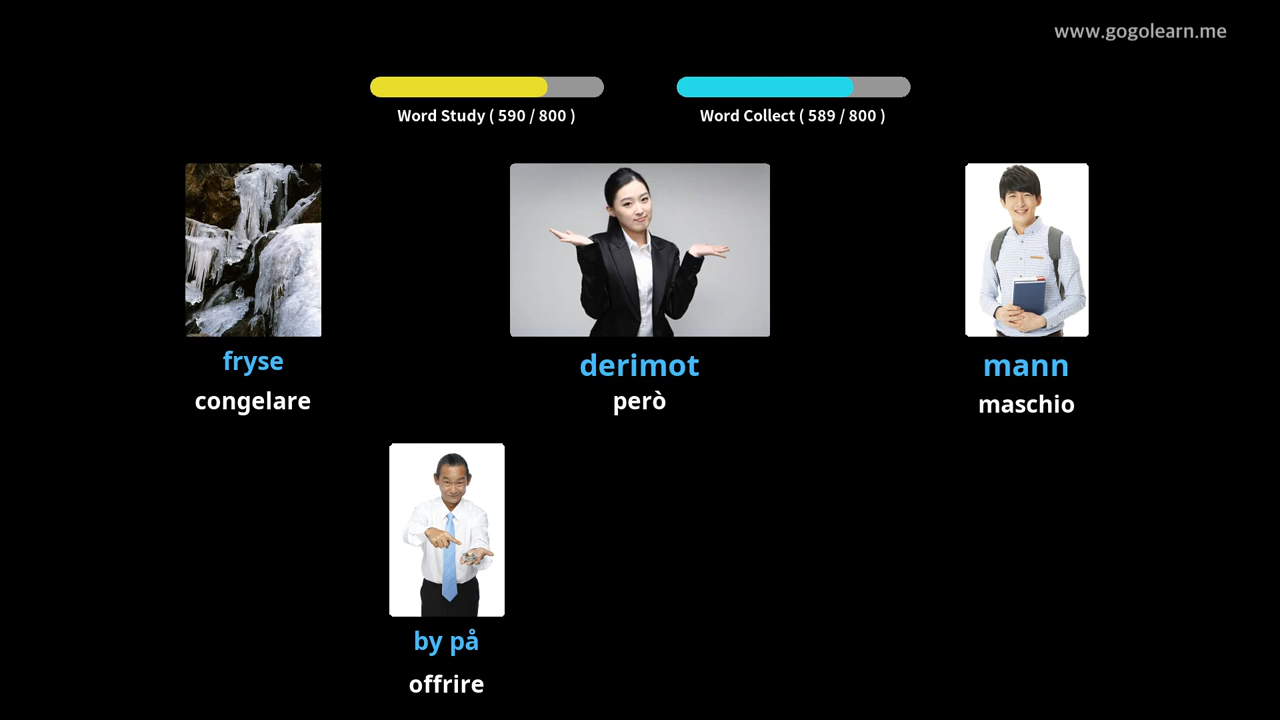 www.gogolearn.me
Word Study ( 590 / 800 )
Word Collect ( 589 / 800 )
fryse
congelare
derimot
però
mann
maschio
by på
offrire